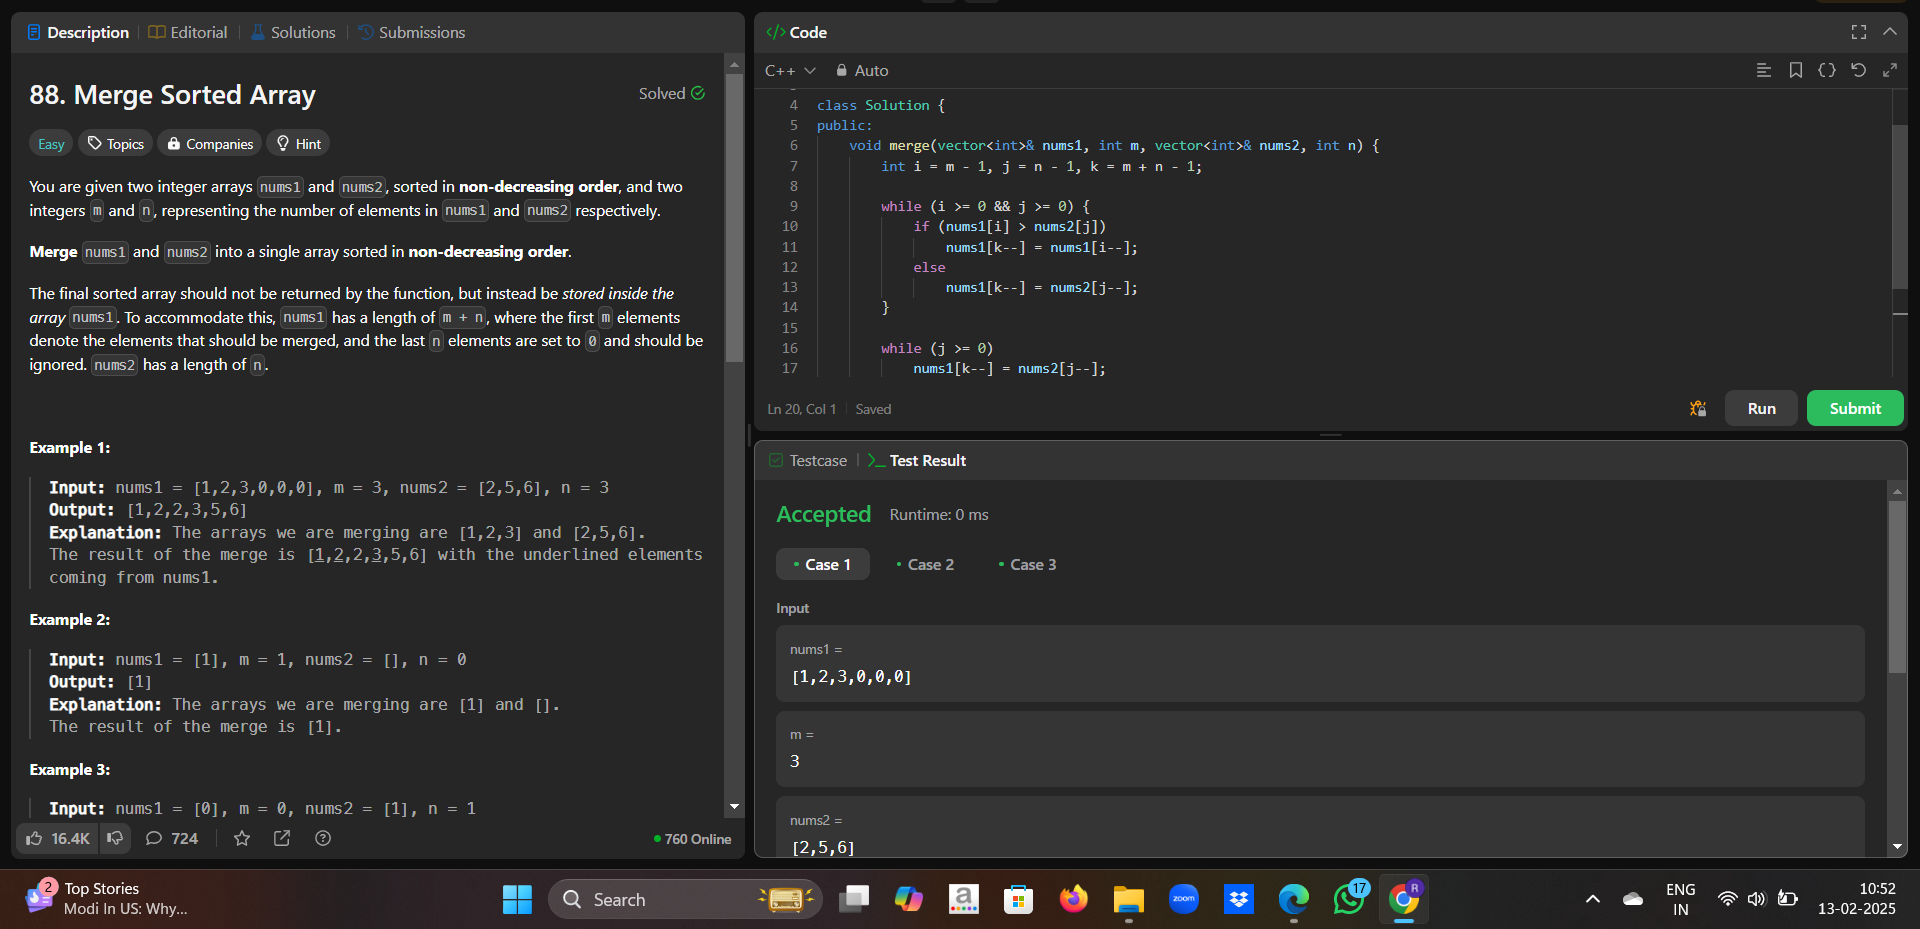 Description
Editorial
Solutions
Submissions
88. Merge Sorted Array
Solved
Easy
Topics
Companies
Hint
You are given two integer arrays nums1 and nums2, sorted in non-decreasing order, and two
integers m and n, representing the number of elements in nums1 and nums2 respectively.
Merge nums1 and nums2 into a single array sorted in non-decreasing order.
The final sorted array should not be returned by the function, but instead be stored inside the
array nums1. To accommodate this, nums1 has a length of m + n, where the first m elements
denote the elements that should be merged, and the last n elements are set to 0 and should be
ignored. nums2 has a length of n.
Example 1:
Input: nums1 = [1,2,3,0,0,0], m = 3, nums2 = [2,5,6], n = 3
Output: [1,2,2,3,5,6]
Explanation: The arrays we are merging are [1,2,3] and [2,5,6].
The result of the merge is [1,2,2,3,5,6] with the underlined elements
coming from nums1.
Example 2:
Input: nums1 = [1], m = 1, nums2 = [], n = 0
Output: [1]
Explanation: The arrays we are merging are [1] and [].
The result of the merge is [1].
Example 3:
Input: nums1 = [0], m = 0, nums2 = [1], n = 1
16.4K
724
760 Online
</> Code
C++
Auto
4 class Solution {
5 public:
6 void merge(vector<int>& nums1, int m, vector<int>& nums2, int n) {
7 int i = m - 1, j = n - 1, k = m + n - 1;
8
9 while (i >= 0 && j >= 0) {
10 if (nums1[i] > nums2[j])
11 nums1[k--] = nums1[i--];
12 else
13 nums1[k--] = nums2[j--];
14 }
15
16 while (j >= 0)
17 nums1[k--] = nums2[j--];
Ln 20, Col 1
Saved
Run
Submit
Testcase
Test Result
Accepted
Runtime: 0 ms
Case 1
Case 2
Case 3
Input
nums1 =
[1,2,3,0,0,0]
m =
3
nums2 =
[2,5,6]
2
Top Stories
Modi In US: Why...
Search
a
zoom
17
R
ENG
IN
10:52
13-02-2025